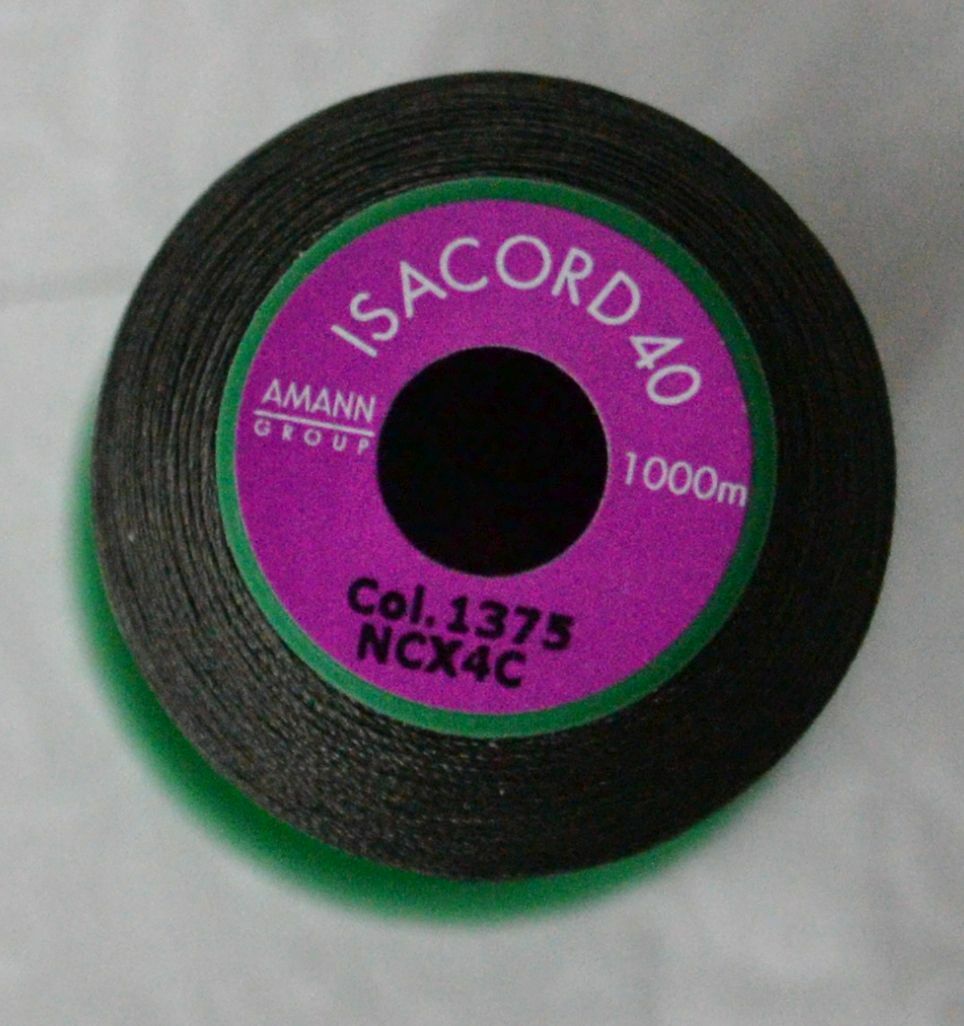 ISACORD 40
AMANN
GROUP
1000m
Col. 1375
NCX4C